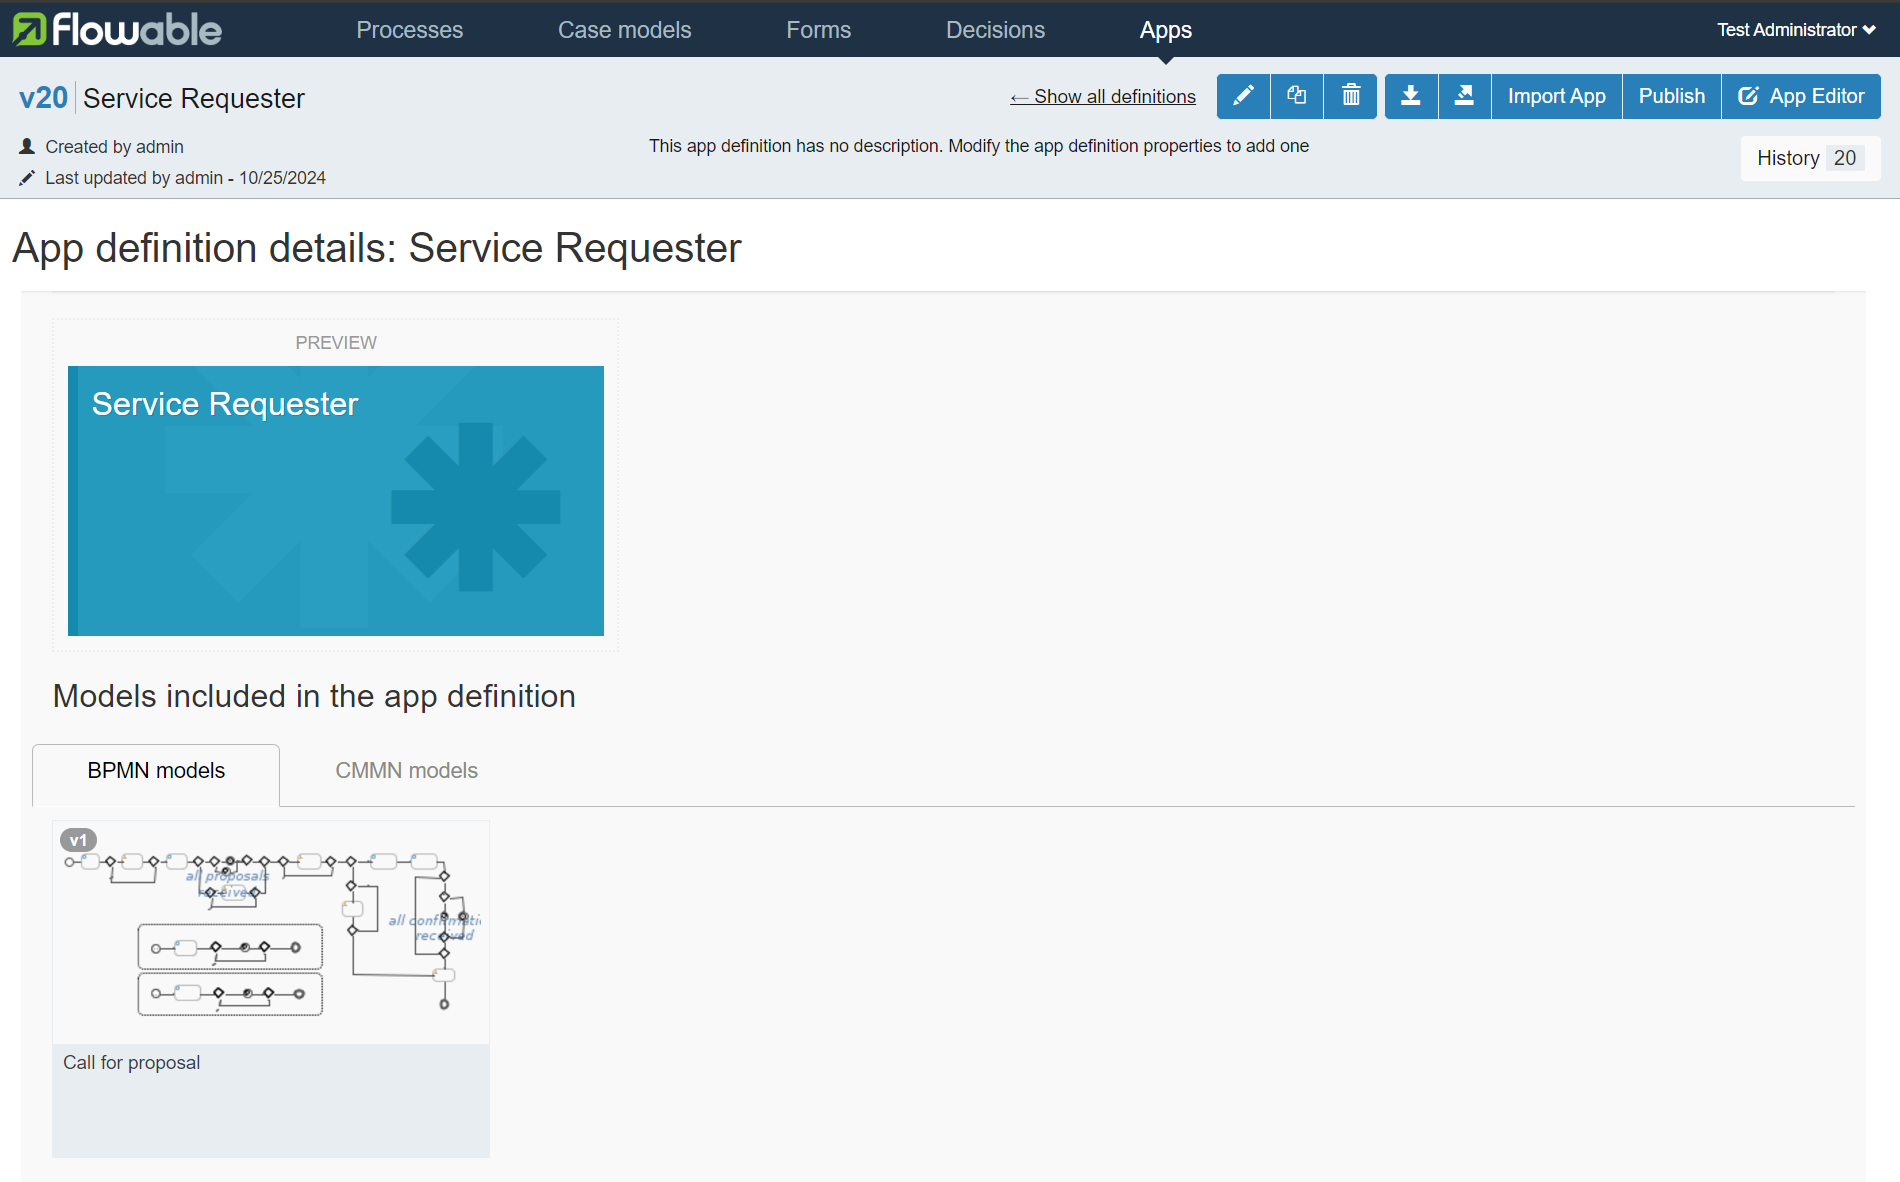 flowable
Processes
Case models
Forms
Decisions
Apps
Test Administrator
v20
Service Requester
← Show all definitions
Import App
Publish
App Editor
Created by admin
This app definition has no description. Modify the app definition properties to add one
History 20
Last updated by admin - 10/25/2024
App definition details: Service Requester
PREVIEW
Service Requester
Models included in the app definition
BPMN models
CMMN models
v1
all proposals
received
all confirmati
received
Call for proposal